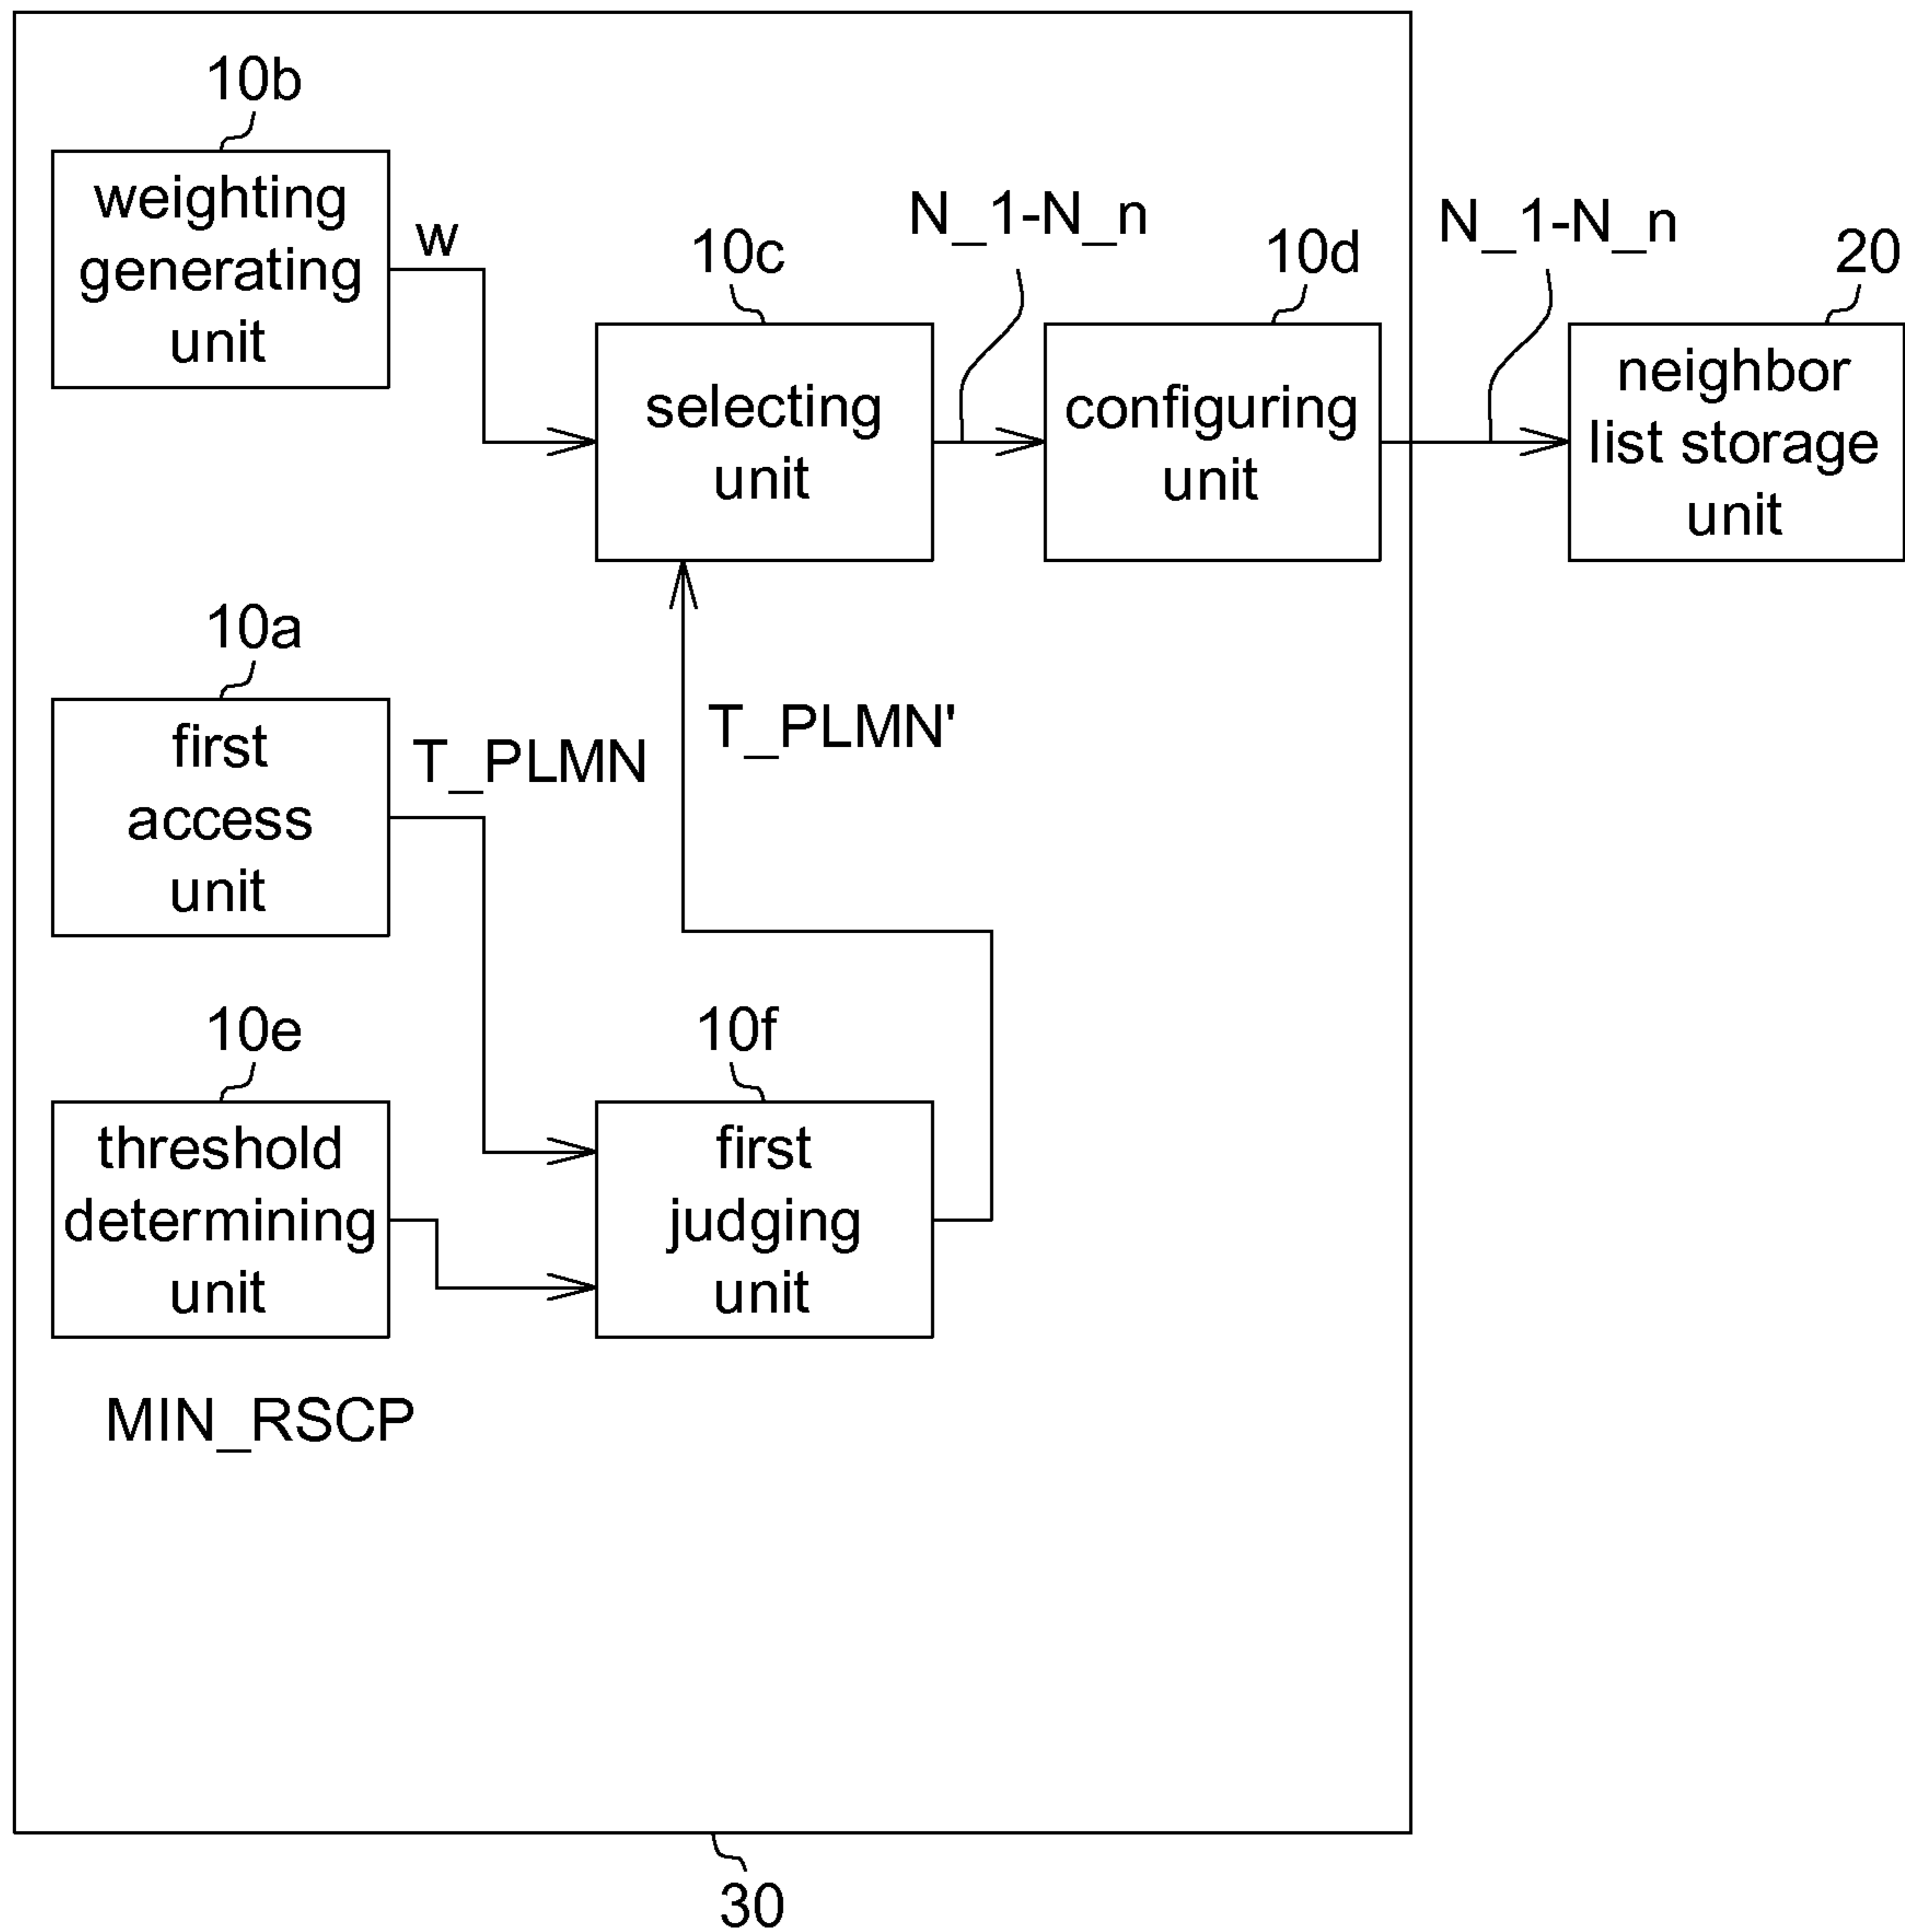 10b
weighting
generating
unit
w
10c
selecting
unit
N_1-N_n
10d
configuring
unit
N_1-N_n
20
neighbor
list storage
unit
10a
first
access
unit
T_PLMN
T_PLMN'
10e
threshold
determining
unit
MIN_RSCP
10f
first
judging
unit
30